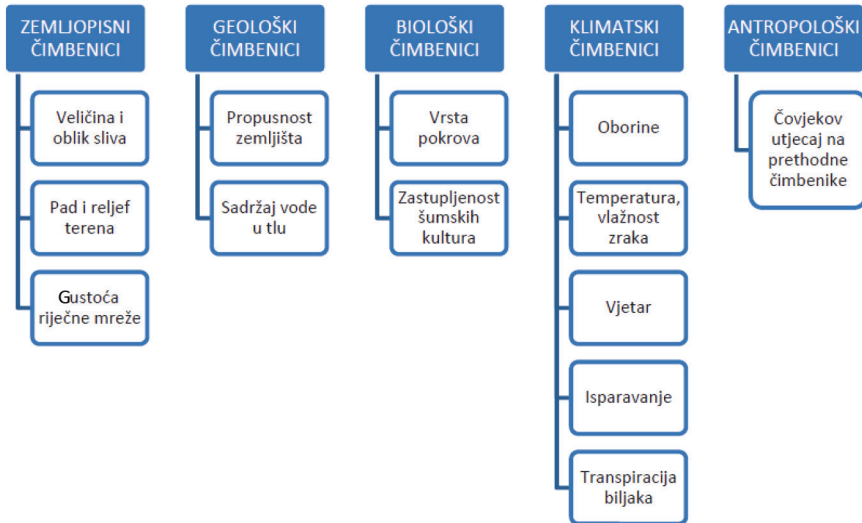 ZEMLJOPISNI
ČIMBENICI
Veličina i
oblik sliva
Pad i reljef
terena
Gustoća
riječne mreže
GEOLOŠKI
ČIMBENICI
Propusnost
zemljišta
Sadržaj vode
u tlu
BIOLOŠKI
ČIMBENICI
Vrsta
pokrova
Zastupljenost
šumskih
kultura
KLIMATSKI
ČIMBENICI
Oborine
Temperatura,
vlažnost
zraka
Vjetar
Isparavanje
Transpiracija
biljaka
ANTROPOLOŠKI
ČIMBENICI
Čovjekov
utjecaj na
prethodne
čimbenike